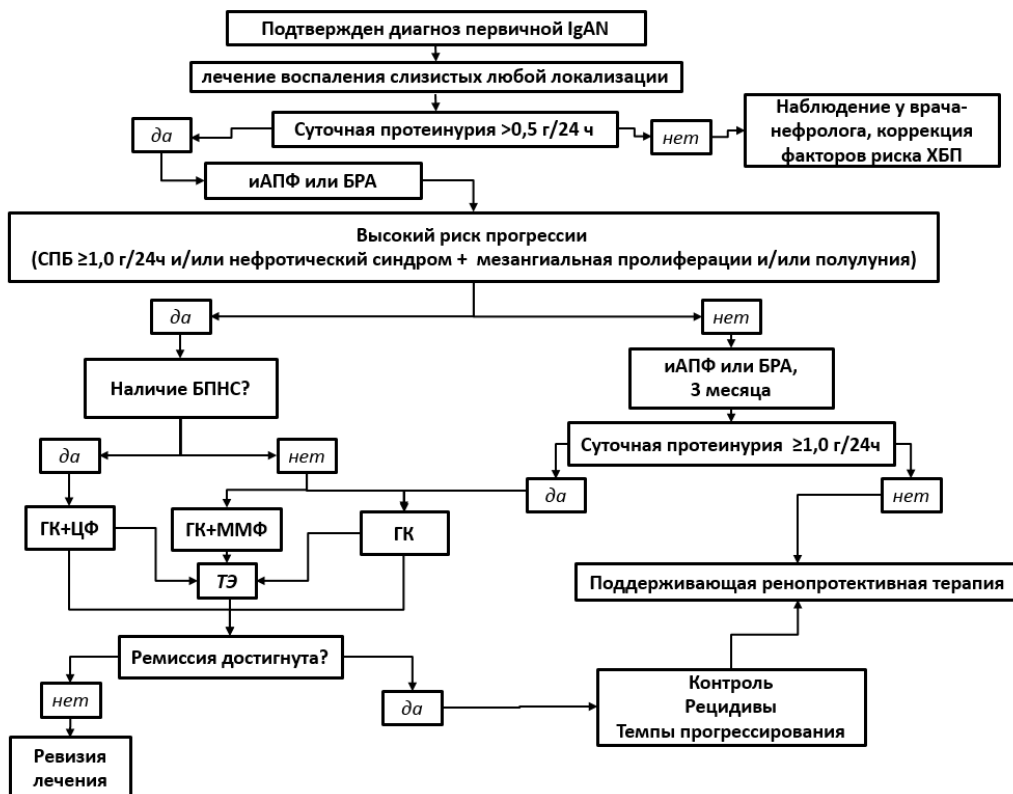 Подтвержден диагноз первичной IgAN
лечение воспаления слизистых любой локализации
Суточная протеинурия >0,5 г/24 ч
да
нет
Наблюдение у врача-
нефролога, коррекция
факторов риска ХБП
иАПФ или БРА
Высокий риск прогрессии
(СПБ ≥1,0 г/24ч и/или нефротический синдром + мезангиальная пролиферации и/или полулуния)
да
нет
Наличие БПНС?
иАПФ или БРА,
3 месяца
Суточная протеинурия ≥1,0 г/24ч
да
нет
да
нет
ГК+ЦФ
ГК+ММФ
ГК
ТЭ
Поддерживающая ренопротективная терапия
Ремиссия достигнута?
нет
да
Контроль
Рецидивы
Темпы прогрессирования
Ревизия
лечения